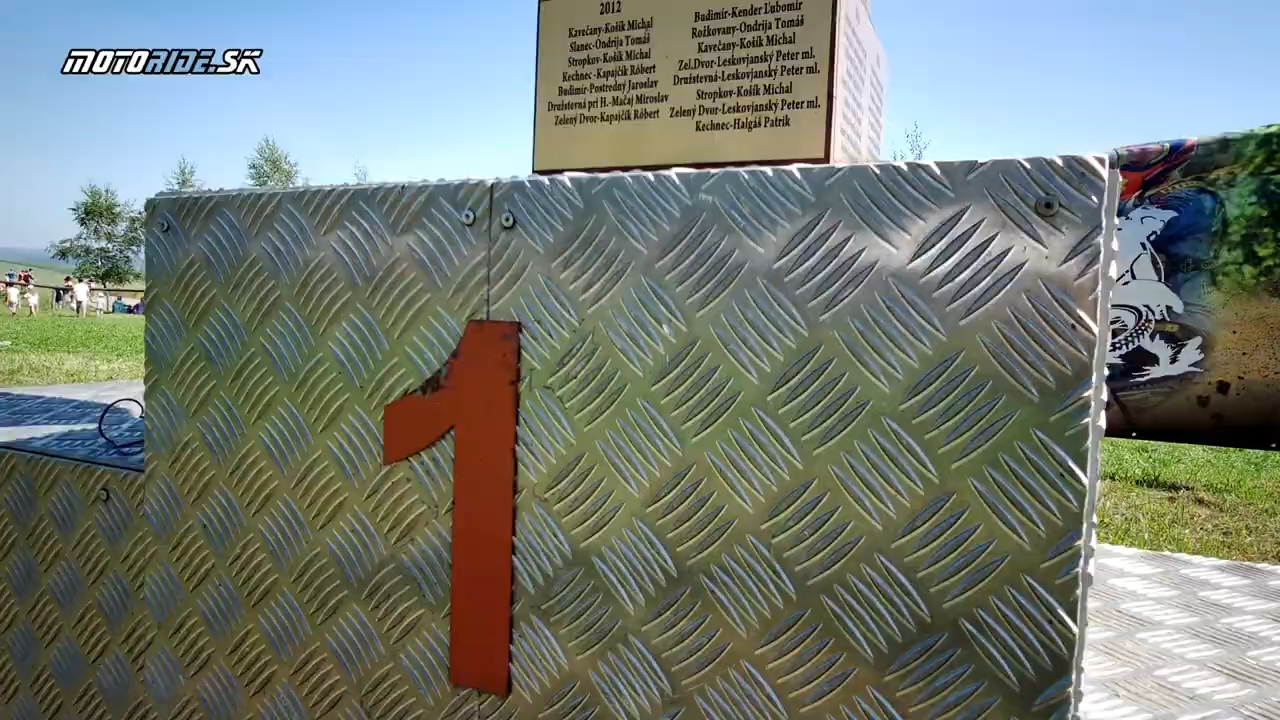 MOTORIDE.SK
2012
Kavečany-Košík Michal
Slanec-Ondrija Tomáš
Stropkov-Košík Michal
Kechnec-Kapajčík Róbert
Budimír-Postredný Jaroslav
Družstevná pri H.-Mačaj Miroslav
Zelený Dvor-Kapajčík Róbert
Budimír-Kender Ľubomír
Rožkovany-Ondrija Tomáš
Kavečany-Košík Michal
Zel.Dvor-Leskovjanský Peter ml.
Družstevná-Leskovjanský Peter ml.
Stropkov-Košík Michal
Zelený Dvor-Leskovjanský Peter ml.
Kechnec-Halgáš Patrik
1